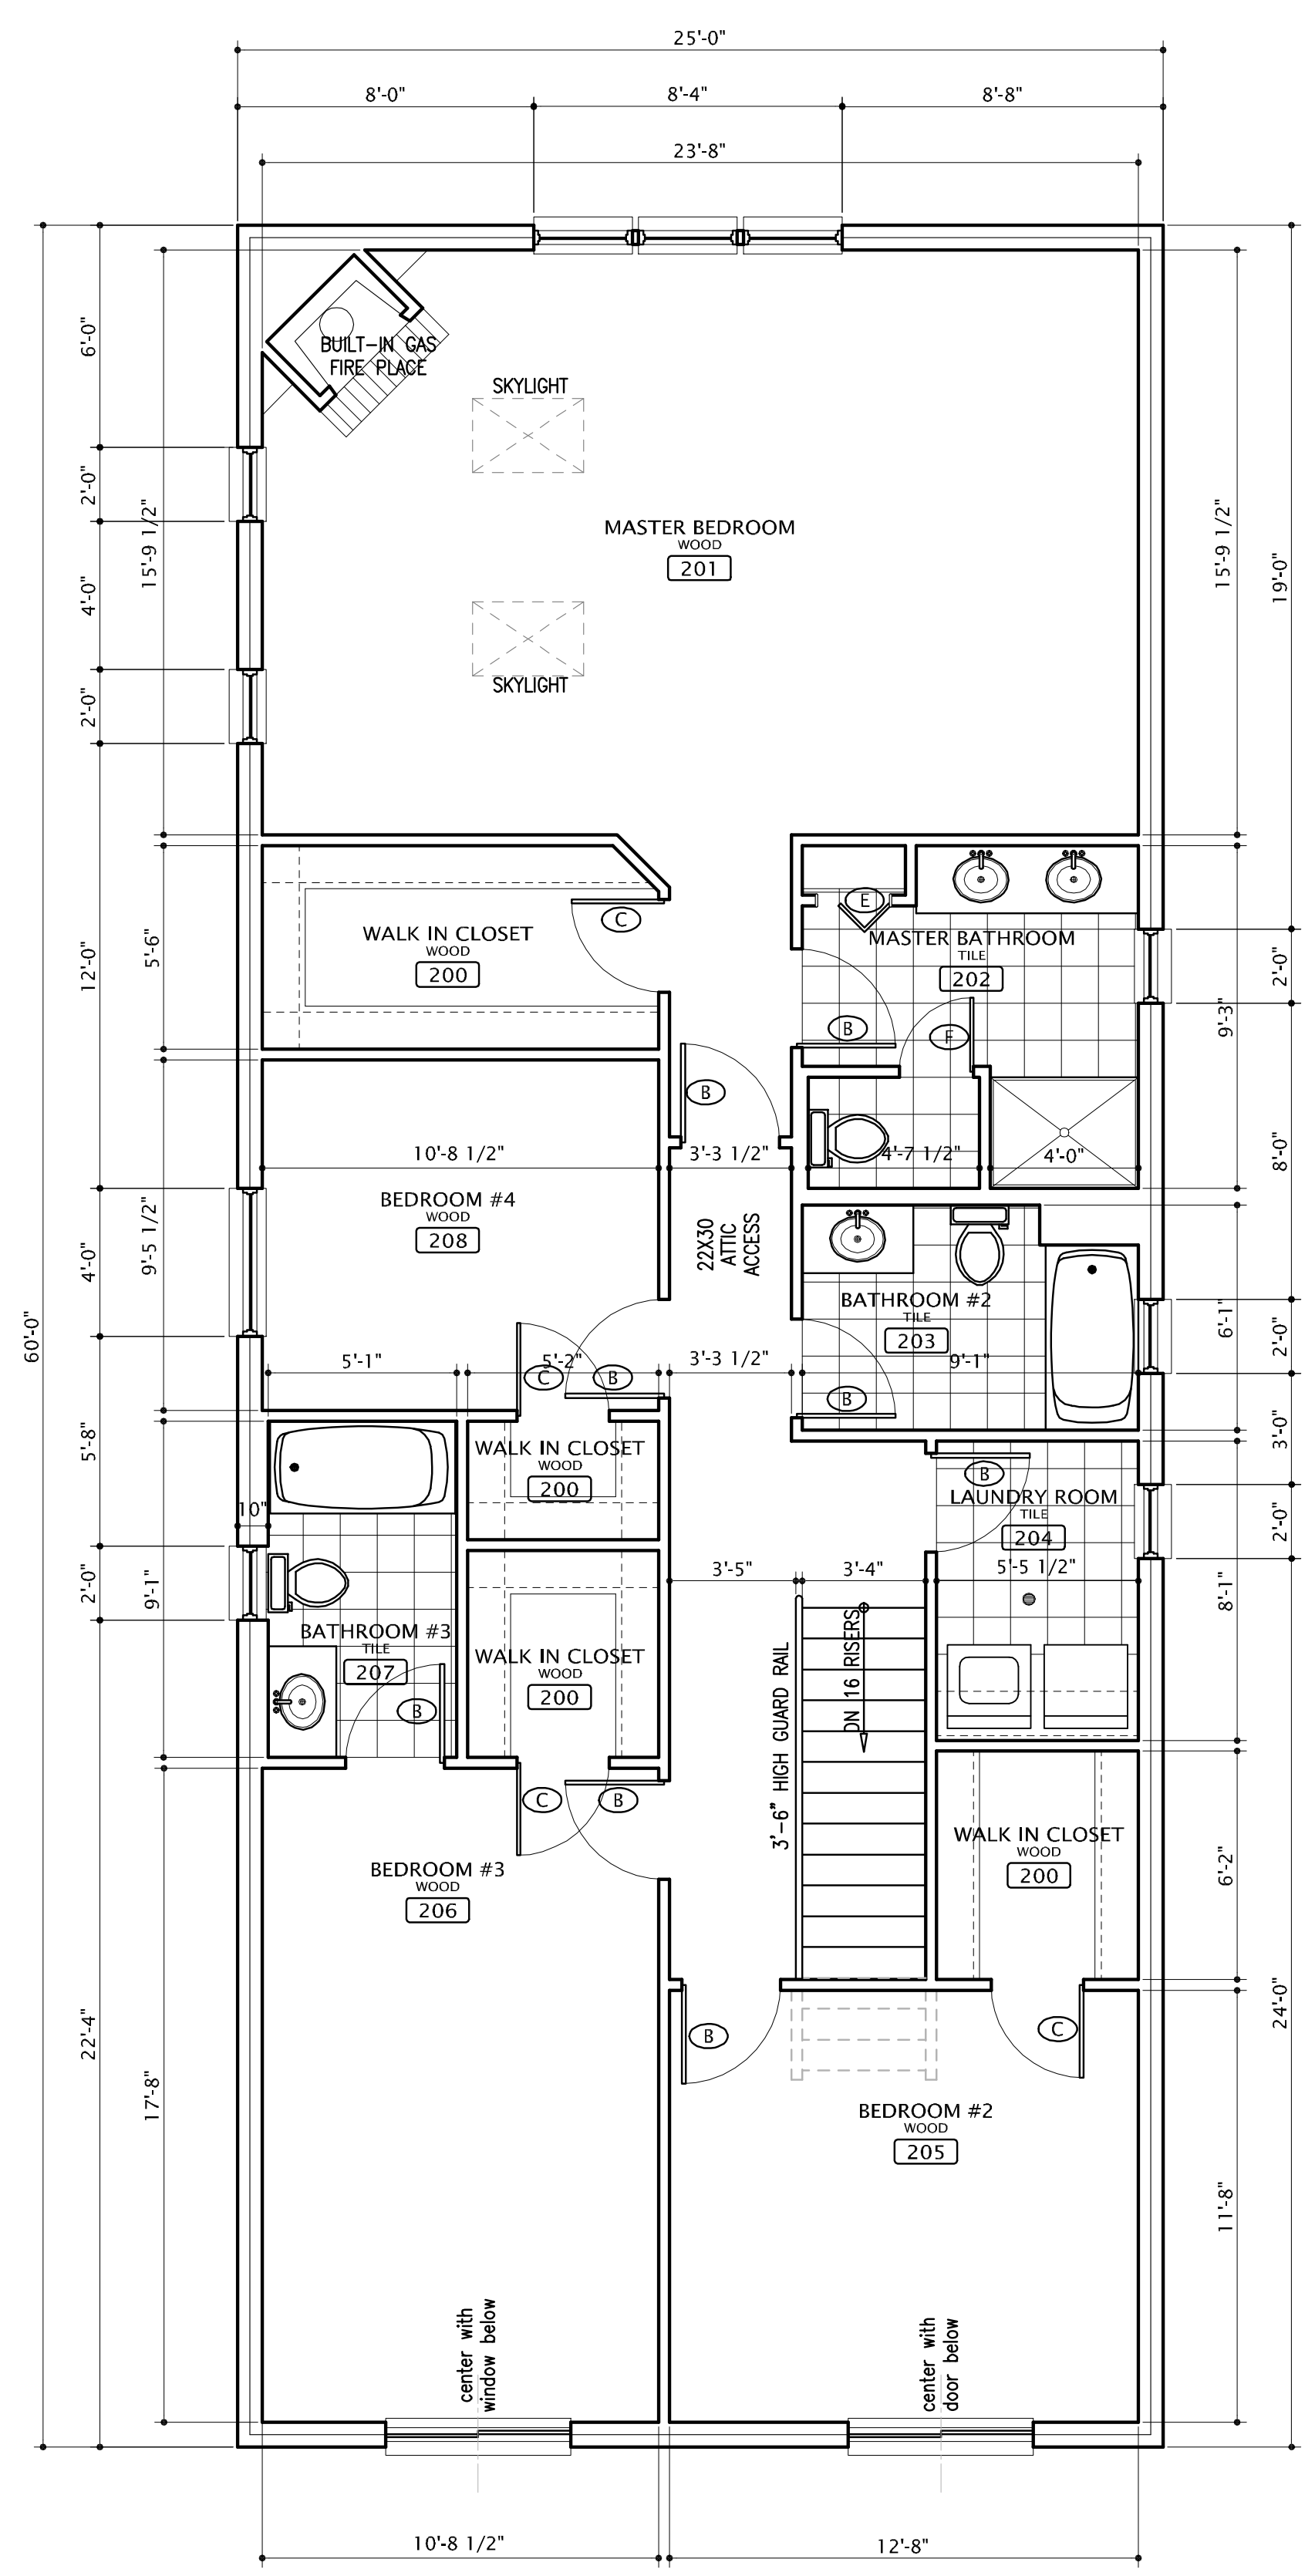 25'-0"
8'-0"
8'-4"
8'-8"
23'-8"
6'-0"
BUILT-IN GAS
FIRE PLACE
SKYLIGHT
2'-0"
15'-9 1/2"
MASTER BEDROOM
WOOD
201
15'-9 1/2"
19'-0"
4'-0"
SKYLIGHT
2'-0"
E
C
WALK IN CLOSET
WOOD
200
MASTER BATHROOM
TILE
202
5'-6"
12'-0"
2'-0"
9'-3"
B
F
B
10'-8 1/2"
3'-3 1/2"
4'-7 1/2"
4'-0"
8'-0"
BEDROOM #4
WOOD
208
9'-5 1/2"
4'-0"
22X30
ATTIC
ACCESS
60'-0"
BATHROOM #2
TILE
203
6'-1"
2'-0"
5'-1"
5'-2"
3'-3 1/2"
9'-1"
C
B
B
5'-8"
3'-0"
WALK IN CLOSET
WOOD
200
B
LAUNDRY ROOM
TILE
204
10"
2'-0"
3'-5"
3'-4"
5'-5 1/2"
2'-0"
9'-1"
8'-1"
BATHROOM #3
TILE
207
WALK IN CLOSET
WOOD
200
DN 16 RISERS
3'-6" HIGH GUARD RAIL
B
C
B
WALK IN CLOSET
WOOD
200
6'-2"
BEDROOM #3
WOOD
206
22'-4"
24'-0"
B
C
17'-8"
BEDROOM #2
WOOD
205
11'-8"
center with
window below
center with
door below
10'-8 1/2"
12'-8"